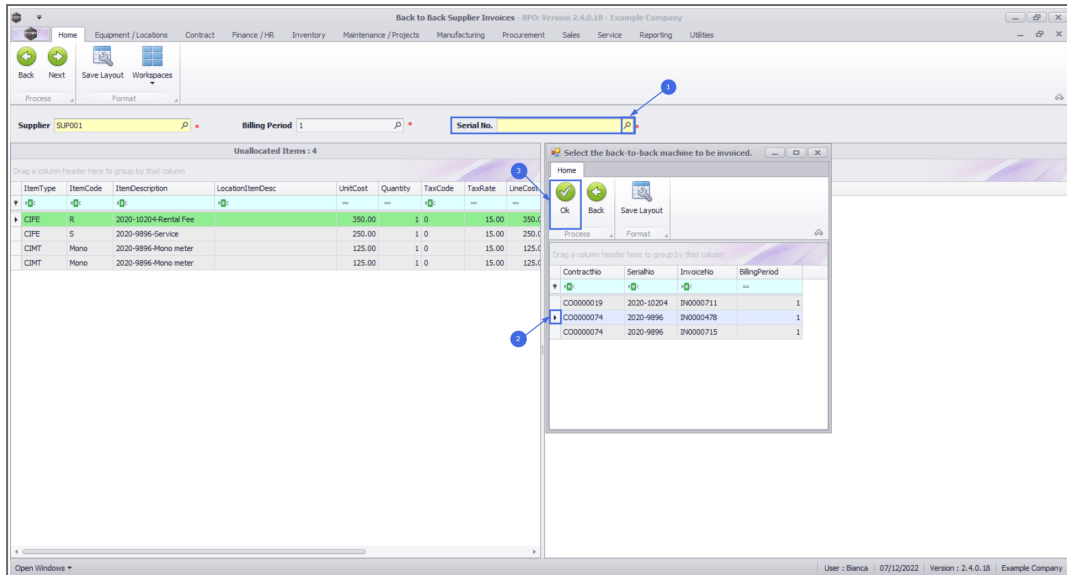 Back to Back Supplier Invoices - BPO: Version 2.4.0.18 - Example Company
Home Equipment / Locations Contract Finance / HR Inventory Maintenance / Projects Manufacturing Procurement Sales Service Reporting Utilities
Back Next Save Layout Workspaces
Process Format
1
Supplier SUP001 * Billing Period 1 * Serial No. *
Unallocated Items : 4
Drag a column header here to group by that column
ItemType ItemCode ItemDescription LocationItemDesc UnitCost Quantity TaxCode TaxRate LineCost
CIFE R 2020-10204-Rental Fee 350.00 1 0 15.00 350.0
CIFE S 2020-9896-Service 250.00 1 0 15.00 250.0
CIMT Mono 2020-9896-Mono meter 125.00 1 0 15.00 125.0
CIMT Mono 2020-9896-Mono meter 125.00 1 0 15.00 125.0
Select the back-to-back machine to be invoiced.
3
Home
Ok Back Save Layout
Process Format
Drag a column header here to group by that column
ContractNo SerialNo InvoiceNo BillingPeriod
CO0000019 2020-10204 IN0000711 1
CO0000074 2020-9896 IN0000478 1
CO0000074 2020-9896 IN0000715 1
2
Open Windows User : Bianca 07/12/2022 Version : 2.4.0.18 Example Company